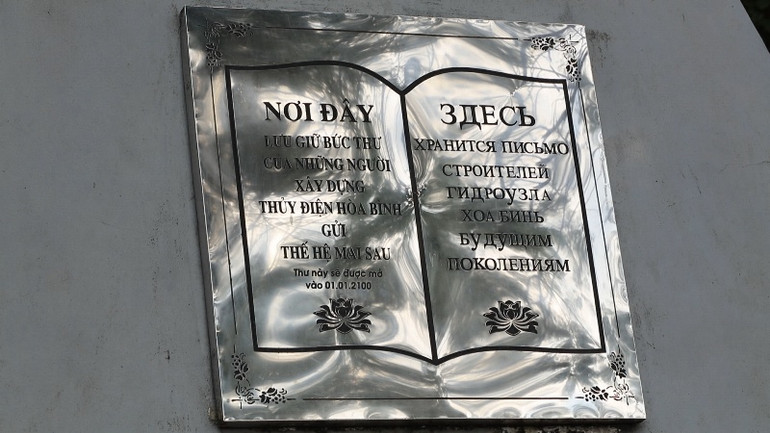 NƠI ĐÂY
LƯU GIỮ BỨC THƯ
CỦA NHỮNG NGƯỜI
XÂY DỰNG
THỦY ĐIỆN HÒA BÌNH
GỬI
THẾ HỆ MAI SAU
Thư này sẽ được mở
vào 01.01.2100
ЗДЕСЬ
ХРАНИТСЯ ПИСЬМО
СТРОИТЕЛЕЙ
ГИДРОУЗЛА
ХОА БИНЬ
БУДУШИМ
ПОКОЛЕНИЯМ